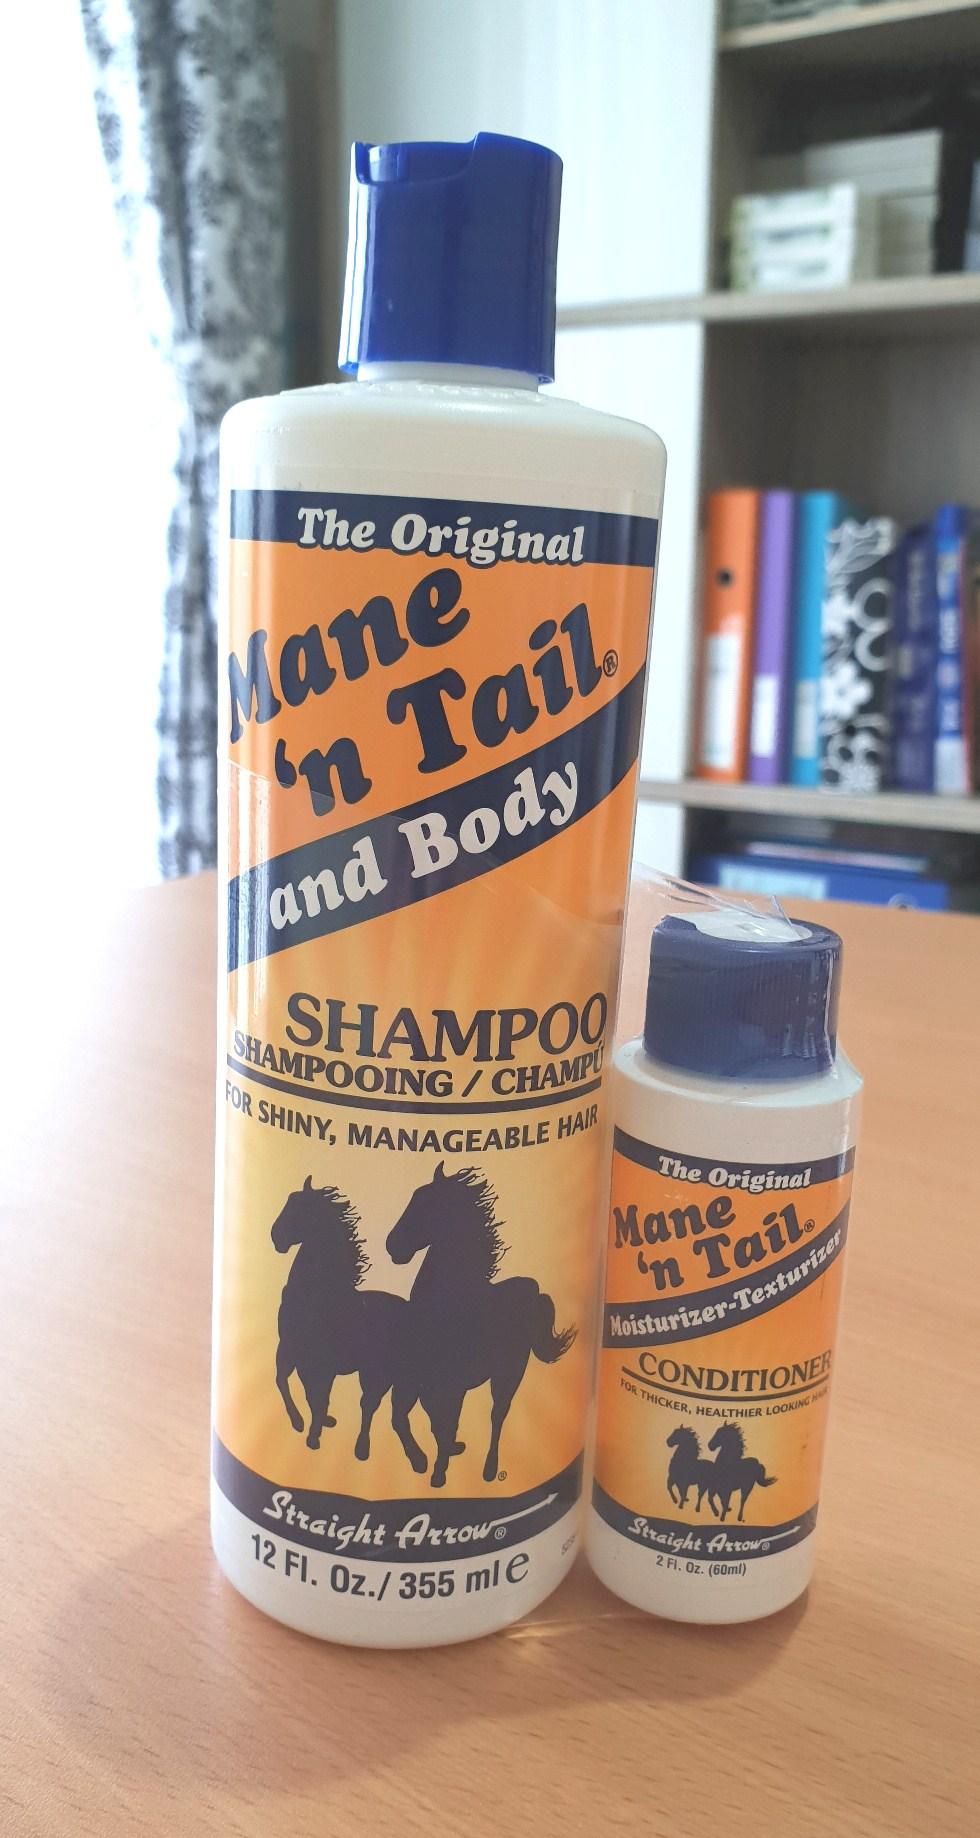 The Original
Mane
'n Tail®
and Body
SHAMPOO
SHAMPOOING / CHAMPÚ
FOR SHINY, MANAGEABLE HAIR
®
Straight Arrow®
12 Fl. Oz./ 355 ml e
The Original
Mane
'n Tail®
Moisturizer-Texturizer
CONDITIONER
FOR THICKER, HEALTHIER LOOKING HAIR
Straight Arrow®
2 Fl. Oz. (60ml)